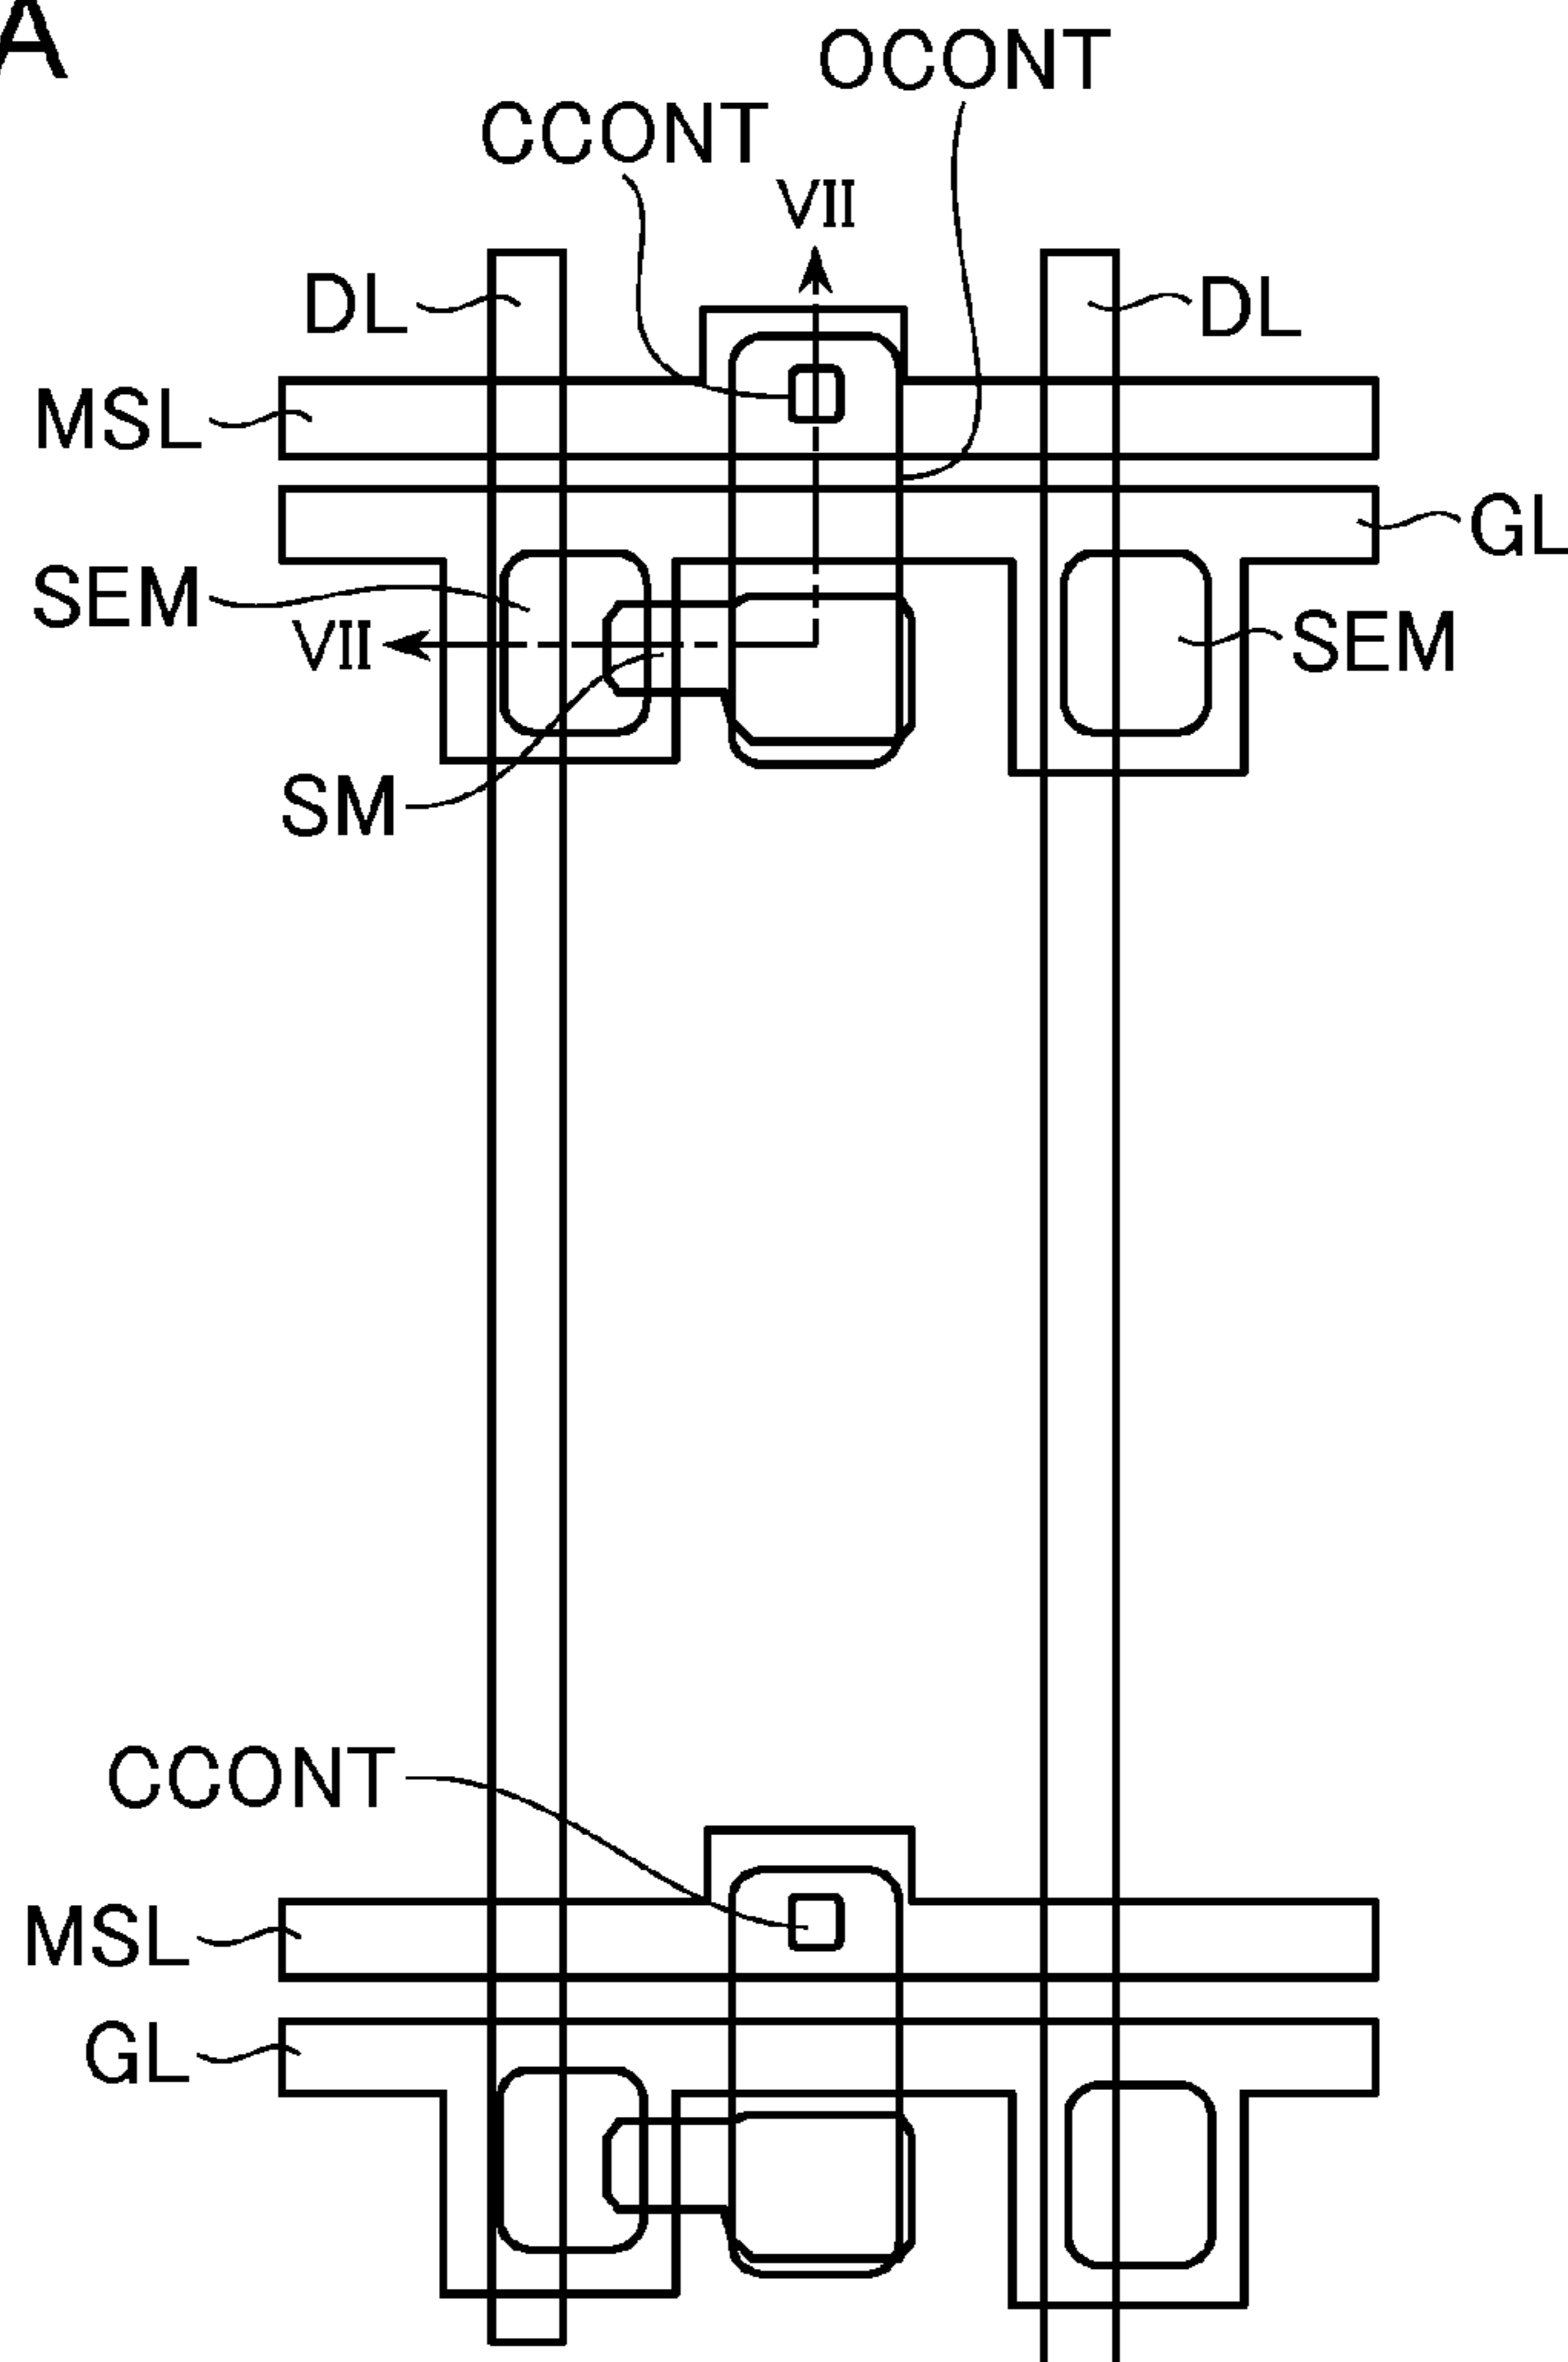 A
OCONT
CCONT
VII
DL
DL
MSL
GL
SEM
VII
SEM
SM
CCONT
MSL
GL